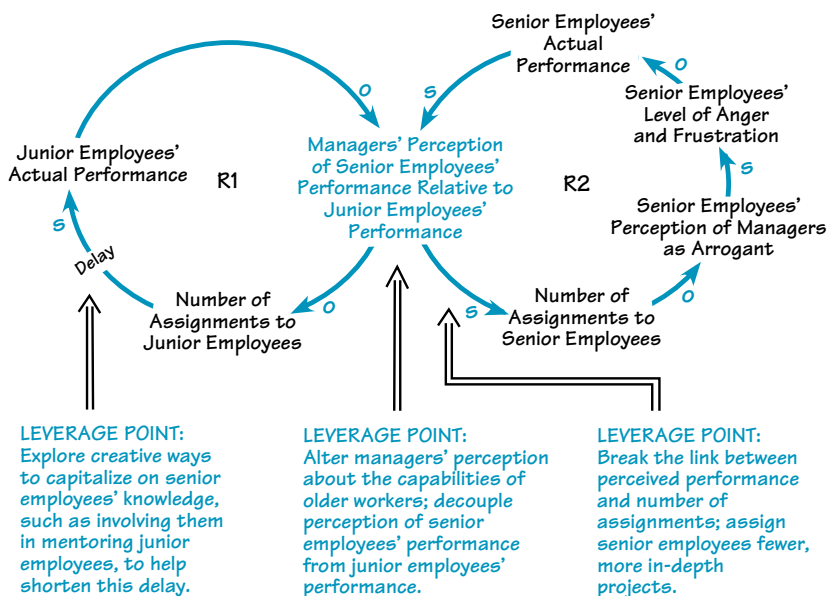 Senior Employees'
Actual
Performance
O
S
O
Senior Employees'
Level of Anger
and Frustration
Junior Employees'
Actual Performance
R1
Managers' Perception
of Senior Employees'
Performance Relative to
Junior Employees'
Performance
R2
S
Senior Employees'
Perception of Managers
as Arrogant
S
Delay
Number of
Assignments to
Junior Employees
O
S
Number of
Assignments to
Senior Employees
O
LEVERAGE POINT:
Explore creative ways
to capitalize on senior
employees' knowledge,
such as involving them
in mentoring junior
employees, to help
shorten this delay.
LEVERAGE POINT:
Alter managers' perception
about the capabilities of
older workers; decouple
perception of senior
employees' performance
from junior employees'
performance.
LEVERAGE POINT:
Break the link between
perceived performance
and number of
assignments; assign
senior employees fewer,
more in-depth
projects.